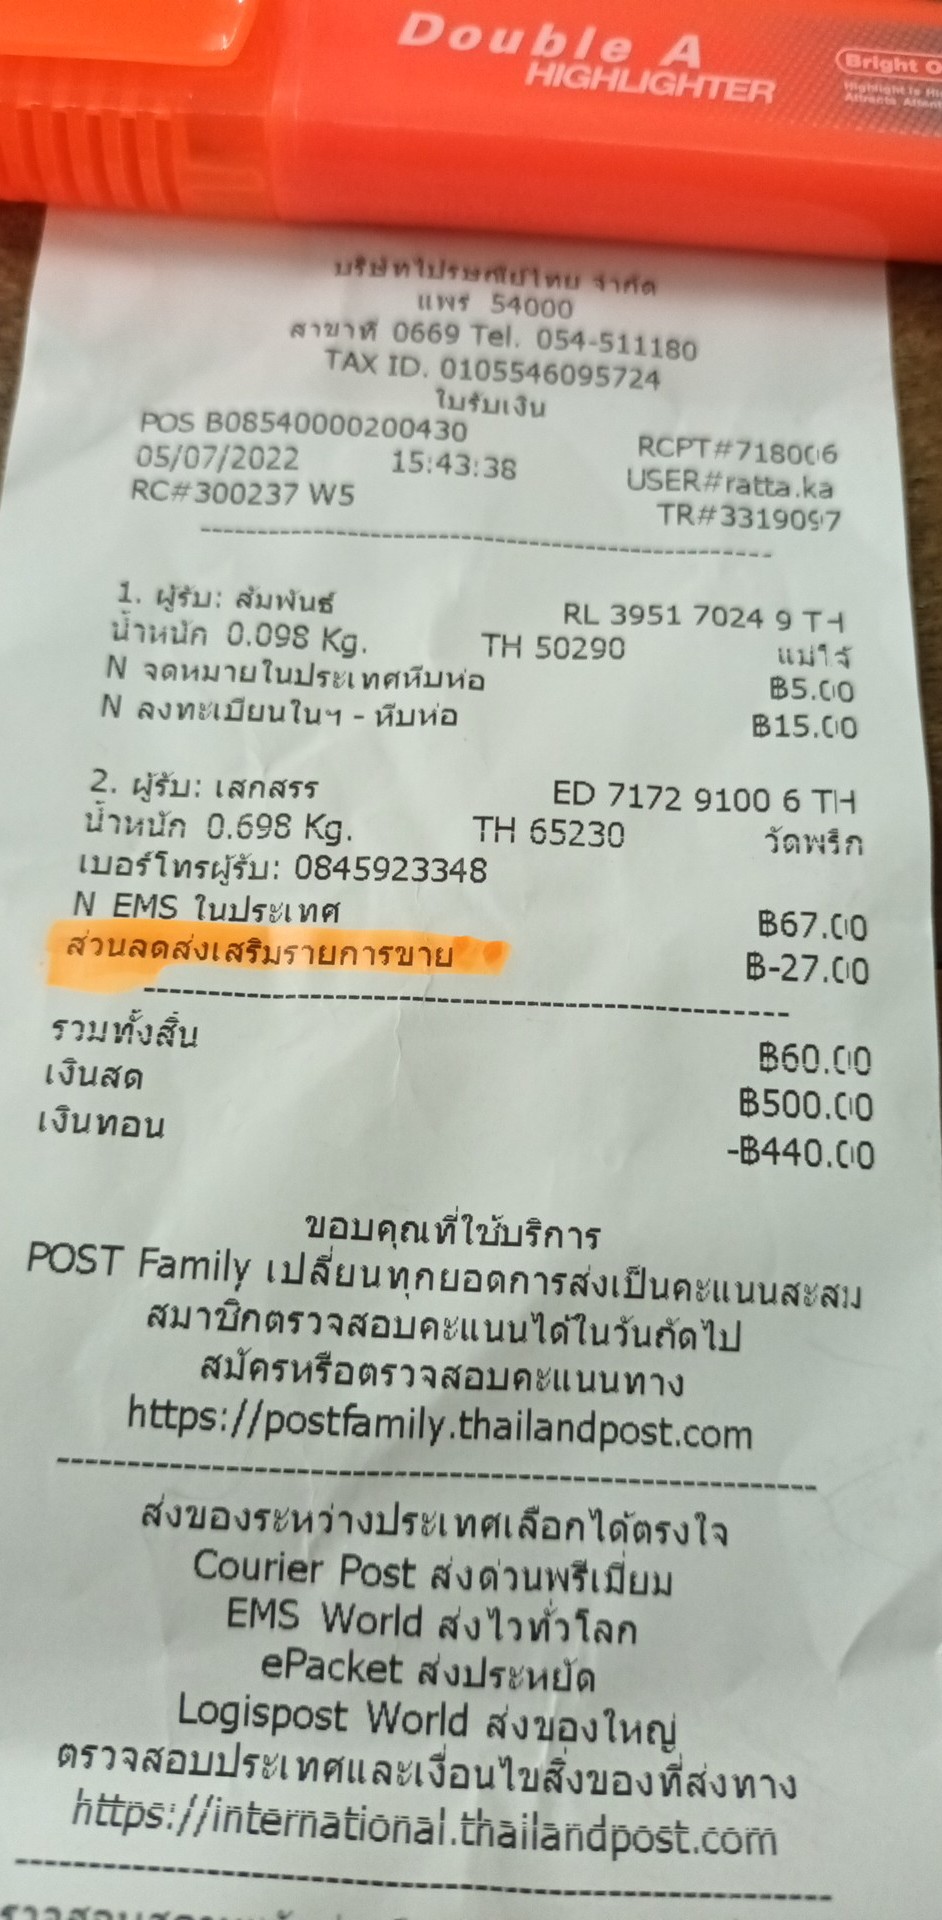 Double A
HIGHLIGHTER
Bright O
บริษัทไปรษณีย์ไทย จำกัด
แพร่ 54000
สาขาที่ 0669 Tel. 054-511180
TAX ID. 0105546095724
ใบรับเงิน
POS B08540000200430 RCPT#718006
05/07/2022 15:43:38 USER#ratta.ka
RC#300237 W5 TR#3319097
1. ผู้รับ: สัมพันธ์ RL 3951 7024 9 TH
น้ำหนัก 0.098 Kg. TH 50290 แม่โจ้
N จดหมายในประเทศหีบห่อ ฿5.00
N ลงทะเบียนในฯ - หีบห่อ ฿15.00
2. ผู้รับ: เสกสรร ED 7172 9100 6 TH
น้ำหนัก 0.698 Kg. TH 65230 วัดพริก
เบอร์โทรผู้รับ: 0845923348
N EMS ในประเทศ ฿67.00
ส่วนลดส่งเสริมรายการขาย ฿-27.00
รวมทั้งสิ้น ฿60.00
เงินสด ฿500.00
เงินทอน -฿440.00
ขอบคุณที่ใช้บริการ
POST Family เปลี่ยนทุกยอดการส่งเป็นคะแนนสะสม
สมาชิกตรวจสอบคะแนนได้ในวันถัดไป
สมัครหรือตรวจสอบคะแนนทาง
https://postfamily.thailandpost.com
ส่งของระหว่างประเทศเลือกได้ตรงใจ
Courier Post ส่งด่วนพรีเมี่ยม
EMS World ส่งไวทั่วโลก
ePacket ส่งประหยัด
Logispost World ส่งของใหญ่
ตรวจสอบประเทศและเงื่อนไขสิ่งของที่ส่งทาง
https://international.thailandpost.com